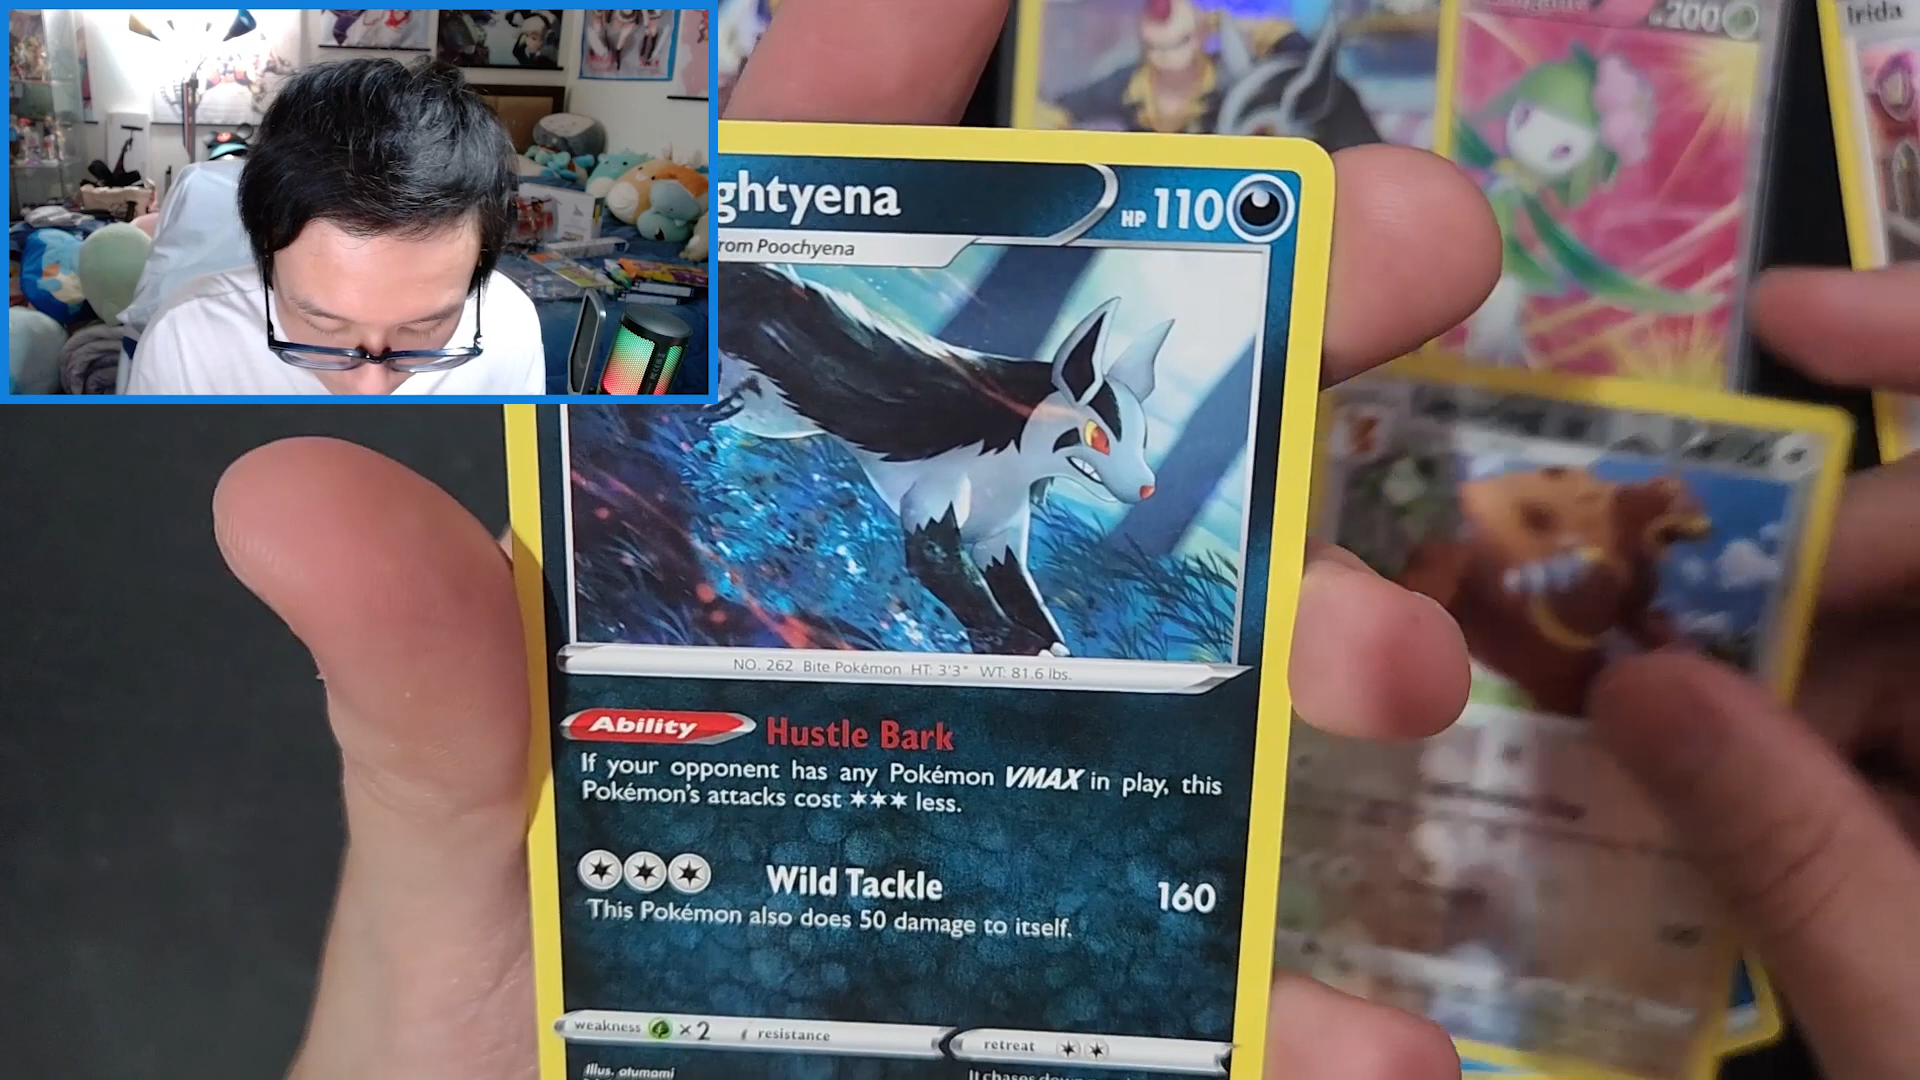 200
Irida
ghtyena
HP 110
rom Poochyena
NO. 262 Bite Pokémon HT: 3'3" WT: 81.6 lbs.
Ability Hustle Bark
If your opponent has any Pokémon VMAX in play, this
Pokémon's attacks cost ✶✶✶ less.
Wild Tackle 160
This Pokémon also does 50 damage to itself.
weakness ×2 resistance
retreat
Illus. otumami